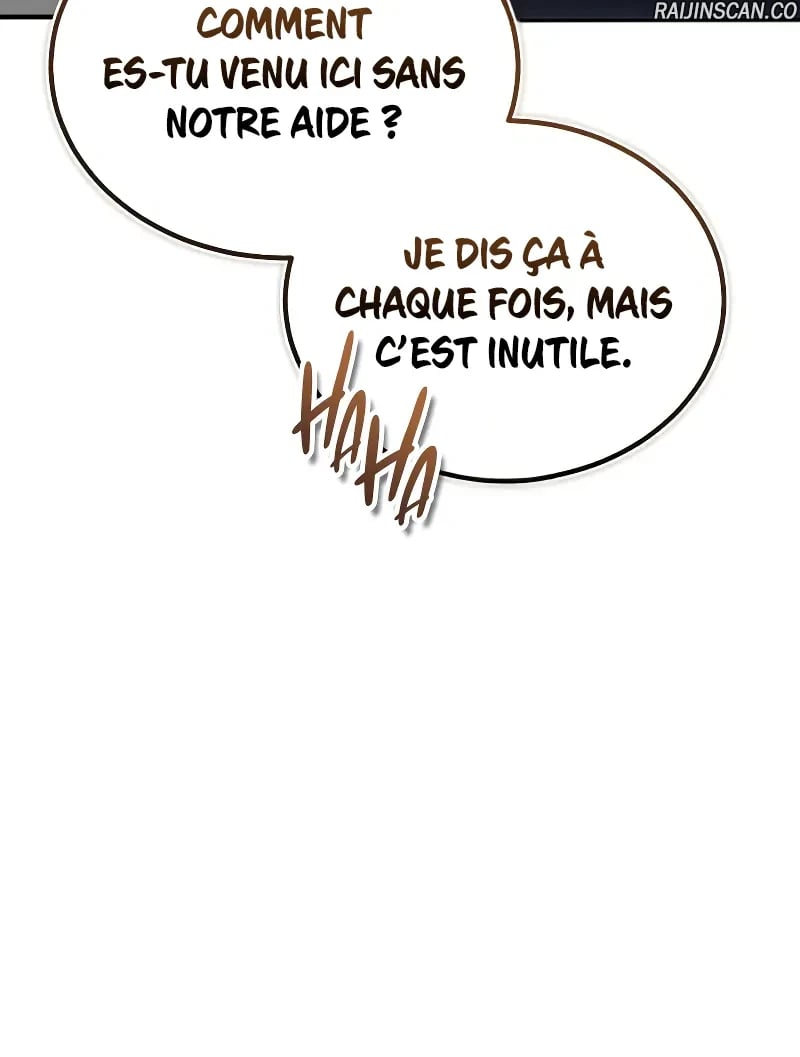 RAIJINSCAN.CO
COMMENT
ES-TU VENU ICI SANS
NOTRE AIDE ?
JE DIS ÇA À
CHAQUE FOIS, MAIS
C'EST INUTILE.
HAHA